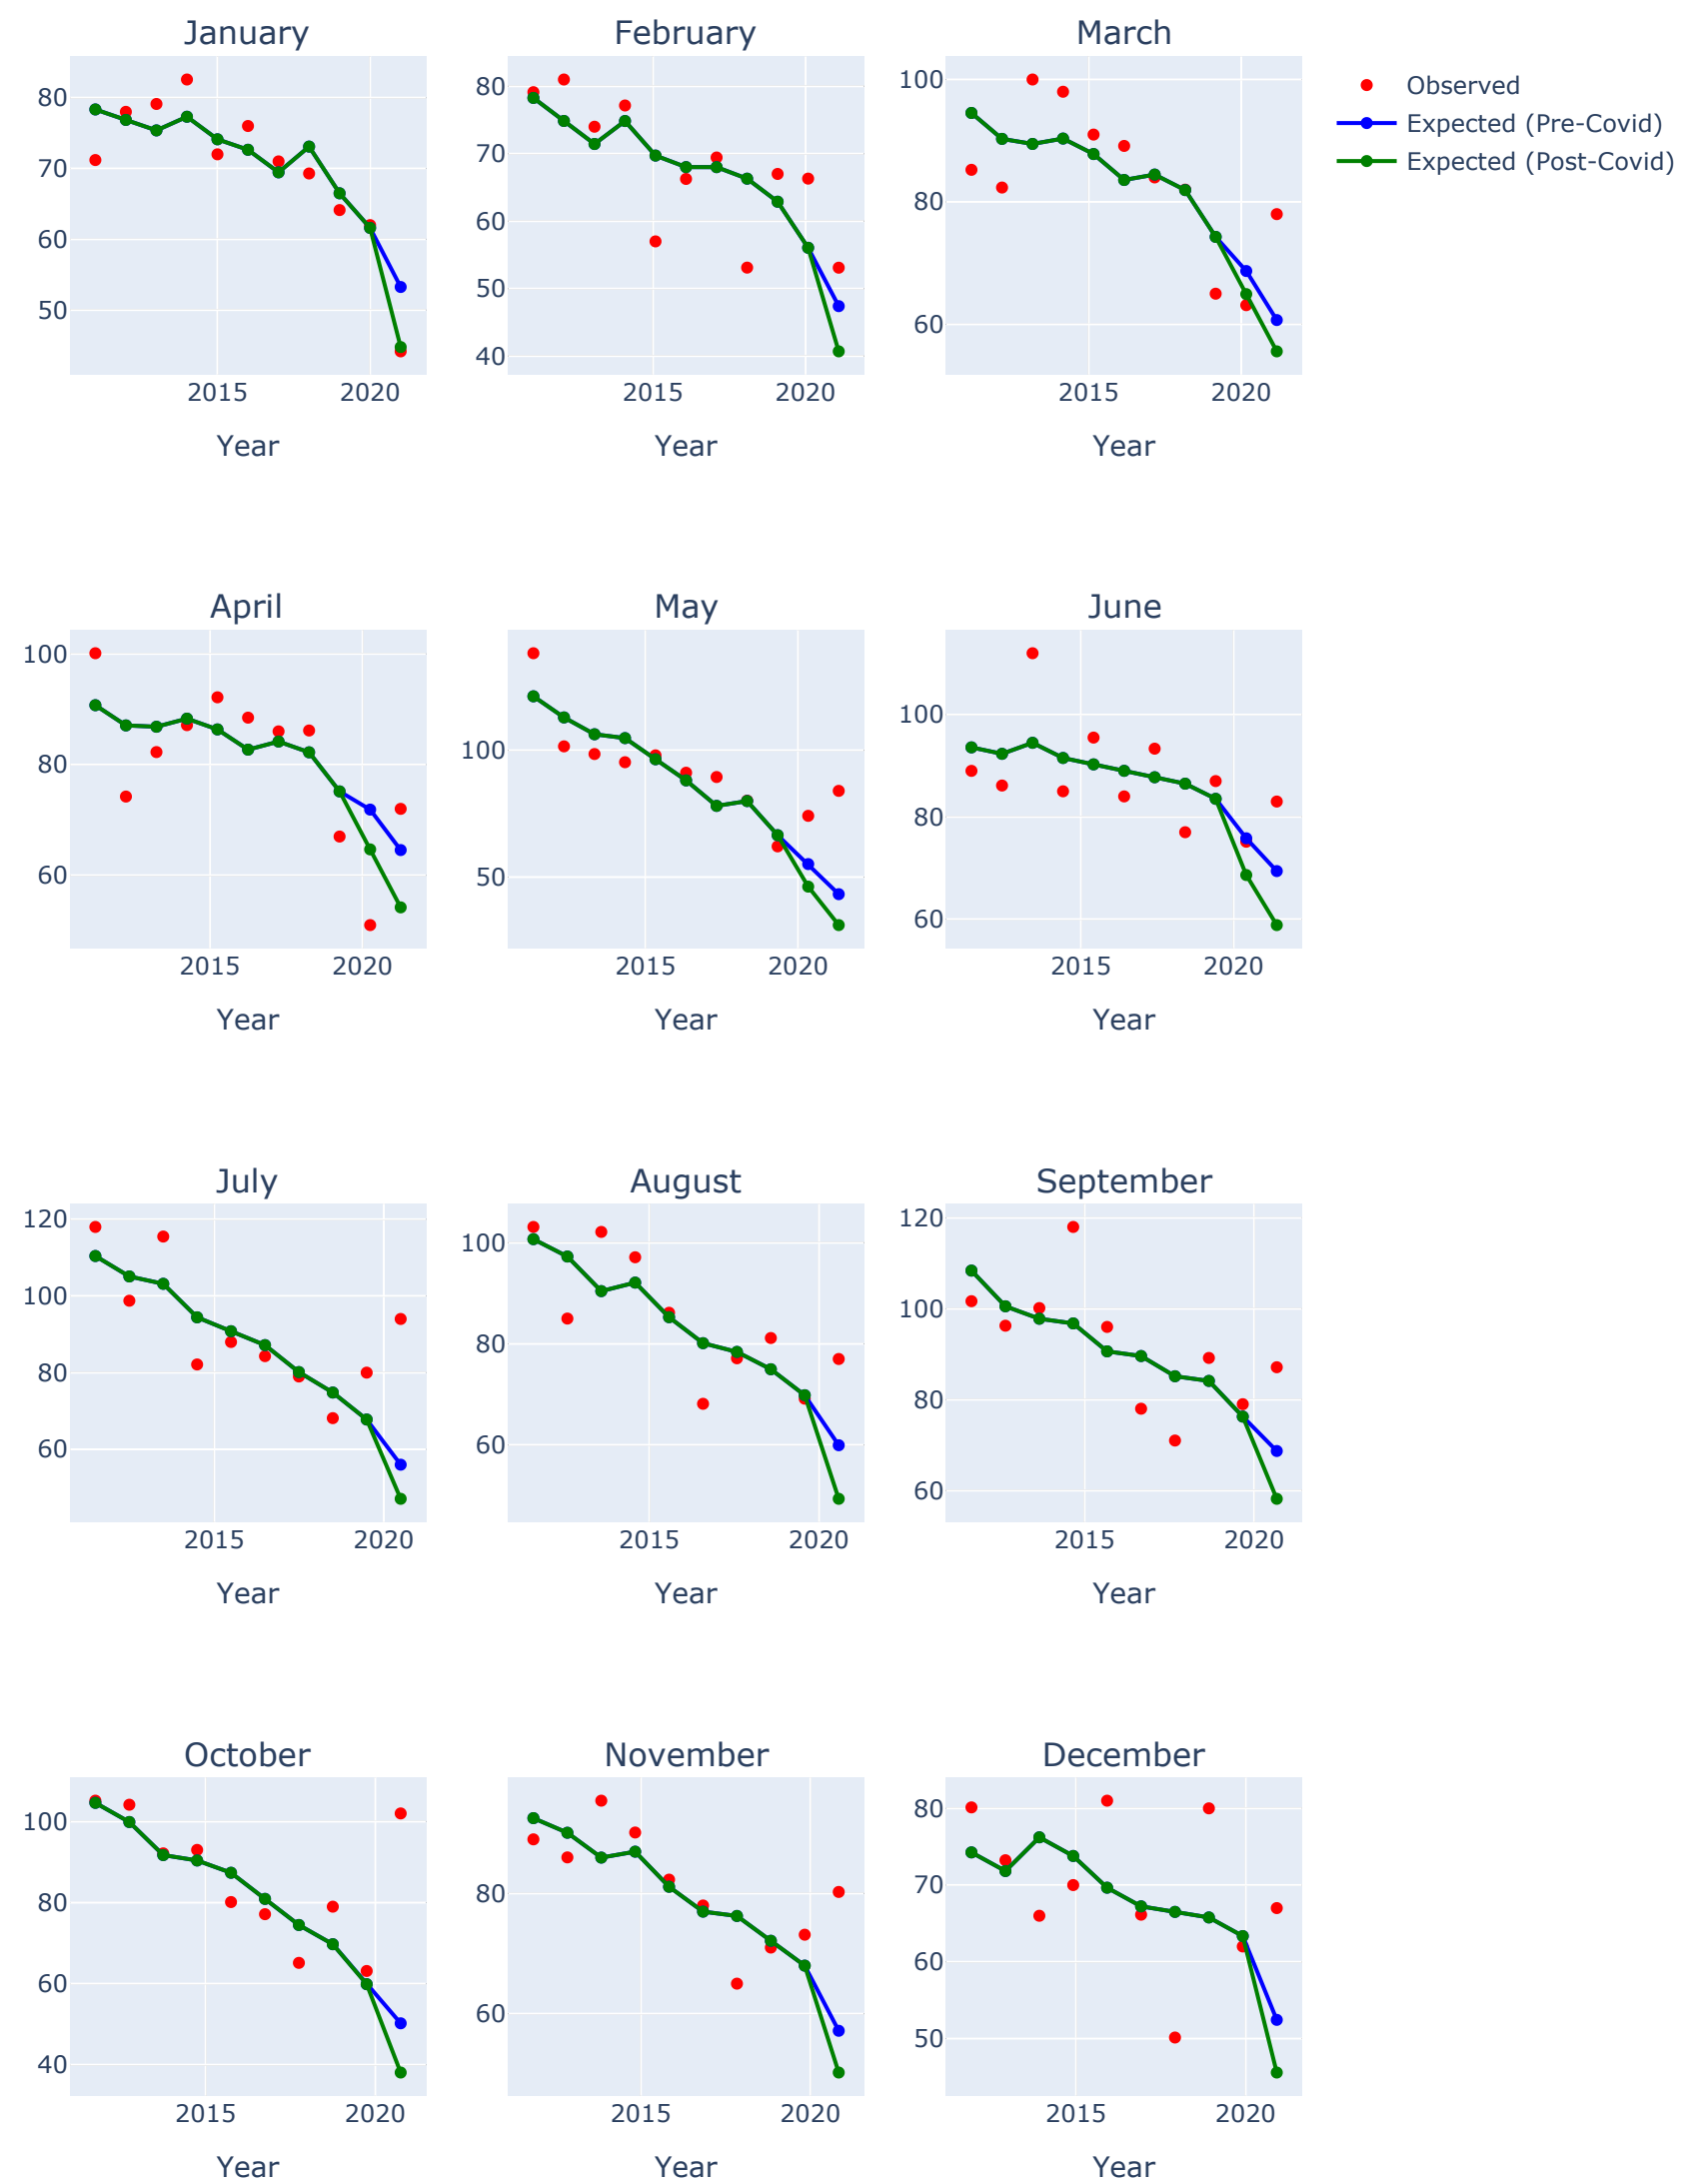 January
February
March
80
70
60
50
80
70
60
50
40
100
80
60
Observed
Expected (Pre-Covid)
Expected (Post-Covid)
2015
2020
2015
2020
2015
2020
Year
Year
Year
April
May
June
100
80
60
100
50
100
80
60
2015
2020
2015
2020
2015
2020
Year
Year
Year
July
August
September
120
100
80
60
100
80
60
120
100
80
60
2015
2020
2015
2020
2015
2020
Year
Year
Year
October
November
December
100
80
60
40
80
60
80
70
60
50
2015
2020
2015
2020
2015
2020
Year
Year
Year